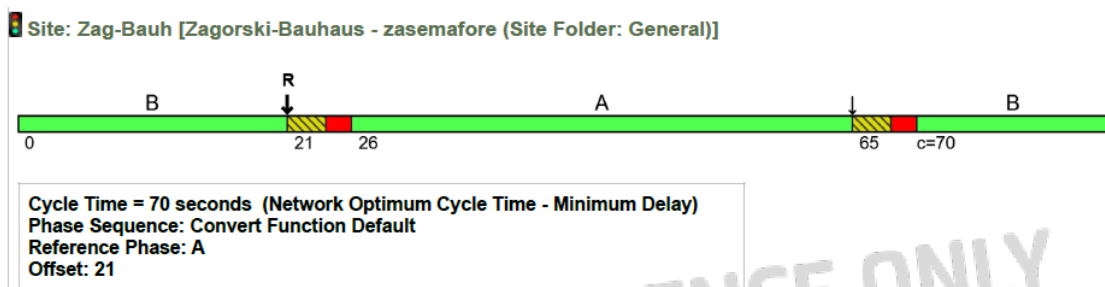 Site: Zag-Bauh [Zagorski-Bauhaus - zasemafore (Site Folder: General)]
R
B A B
0 21 26 65 c=70
Cycle Time = 70 seconds (Network Optimum Cycle Time - Minimum Delay)
Phase Sequence: Convert Function Default
Reference Phase: A
Offset: 21
ONLY